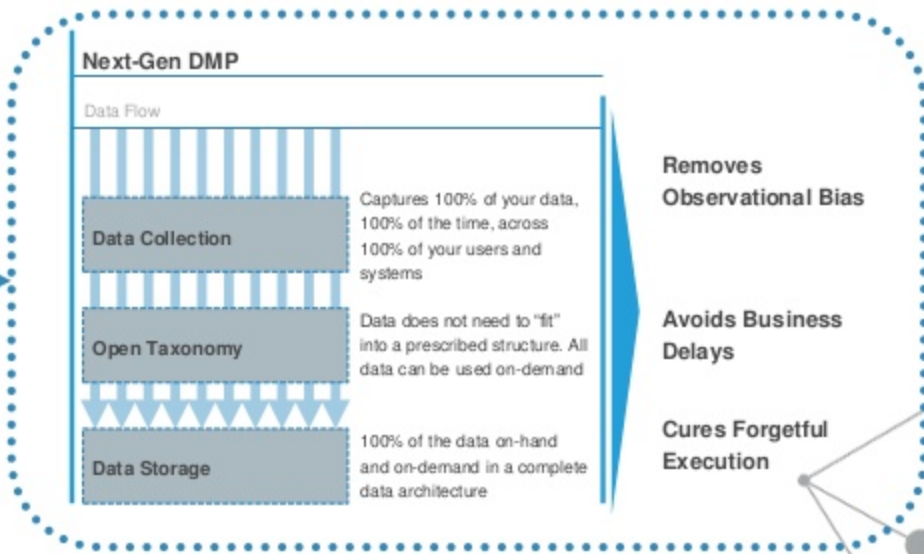 Next-Gen DMP
Data Flow
Data Collection
Captures 100% of your data,
100% of the time, across
100% of your users and
systems
Open Taxonomy
Data does not need to “fit”
into a prescribed structure. All
data can be used on-demand
Data Storage
100% of the data on-hand
and on-demand in a complete
data architecture
Removes
Observational Bias
Avoids Business
Delays
Cures Forgetful
Execution